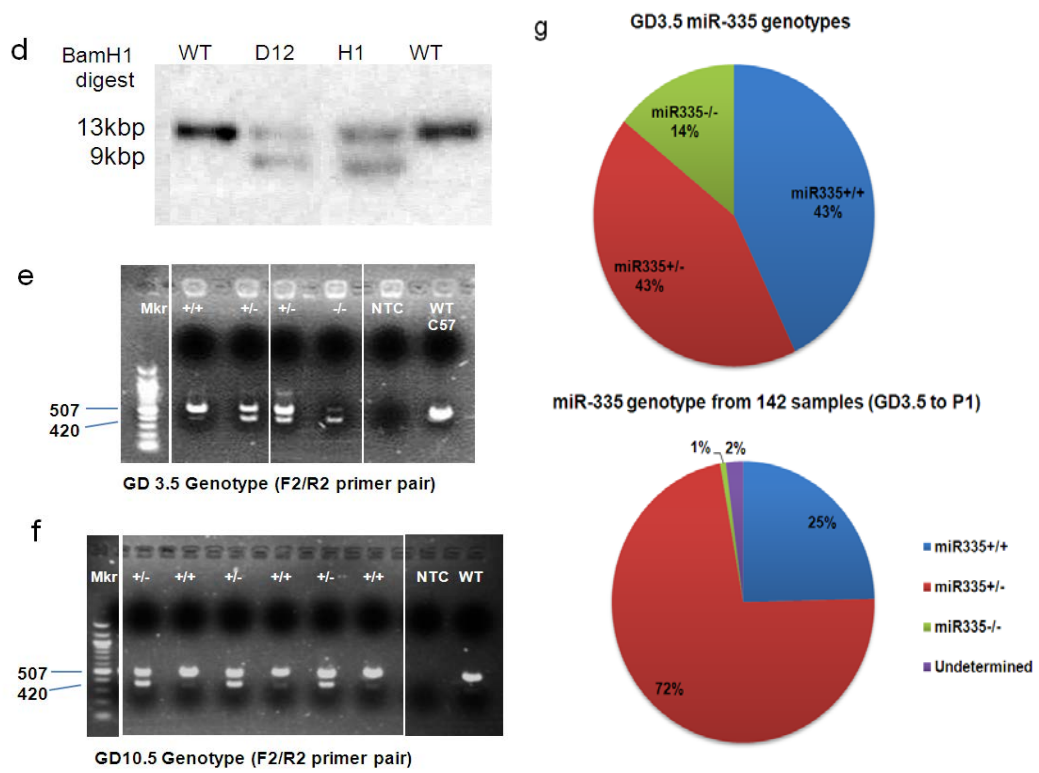 d
BamH1
digest
WT D12 H1 WT
13kbp
9kbp
e
Mkr +/+ +/- +/- -/- NTC WT
C57
507
420
GD 3.5 Genotype (F2/R2 primer pair)
f
Mkr +/- +/+ +/- +/+ +/- +/+ NTC WT
507
420
GD10.5 Genotype (F2/R2 primer pair)
g
GD3.5 miR-335 genotypes
miR335-/-
14%
miR335+/+
43%
miR335+/-
43%
miR-335 genotype from 142 samples (GD3.5 to P1)
1% 2%
25%
72%
miR335+/+
miR335+/-
miR335-/-
Undetermined